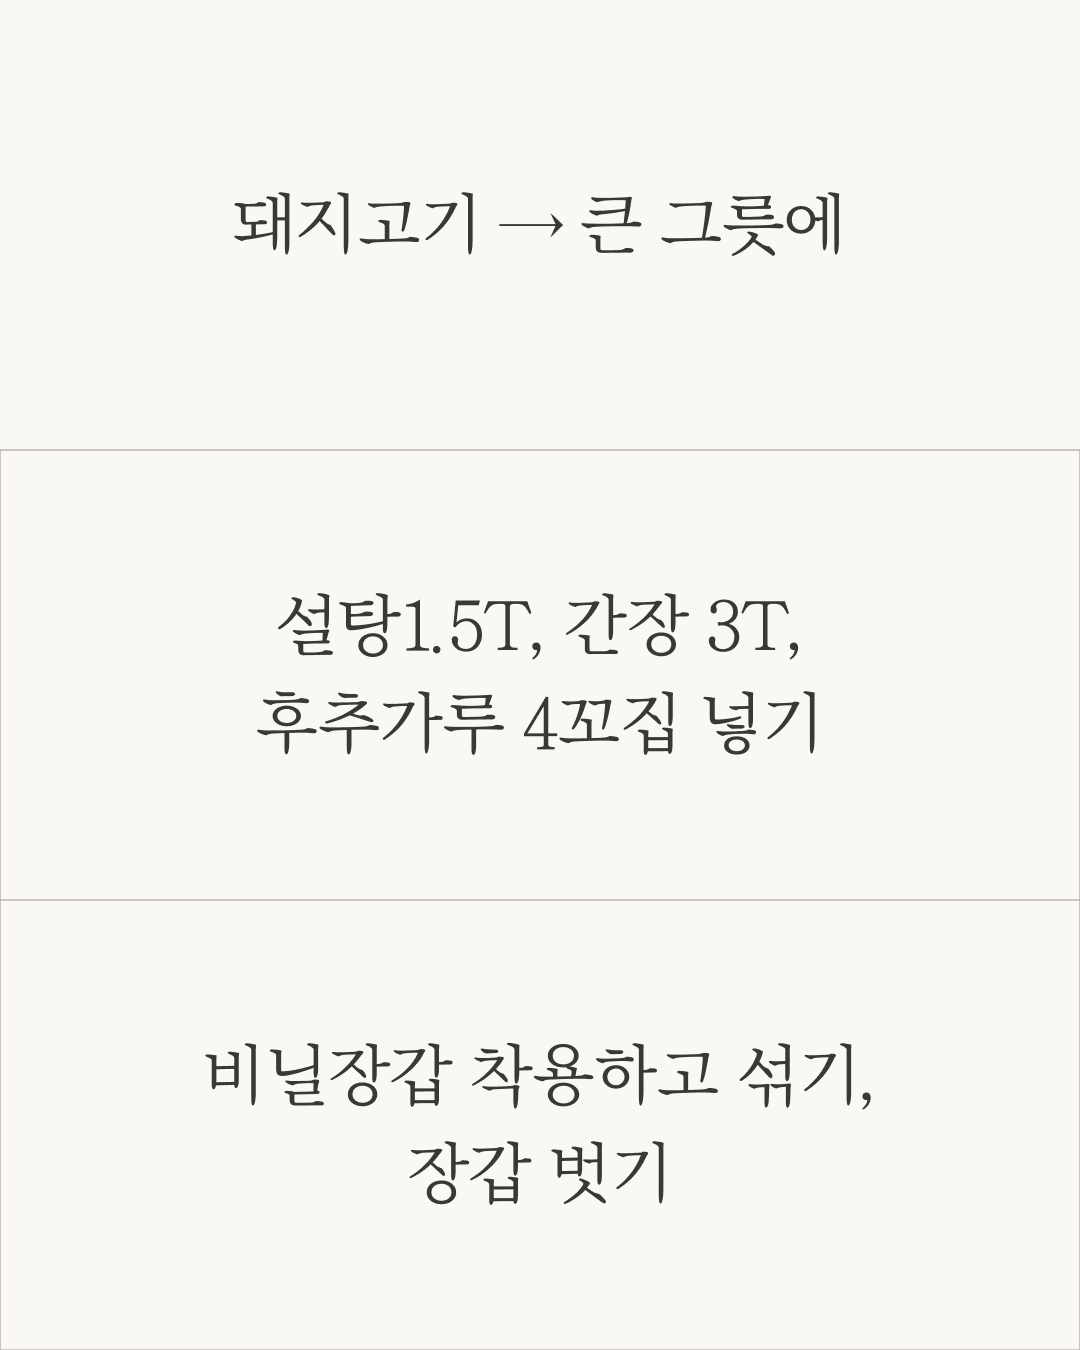 돼지고기 → 큰 그릇에
설탕1.5T, 간장 3T,
후추가루 4꼬집 넣기
비닐장갑 착용하고 섞기,
장갑 벗기